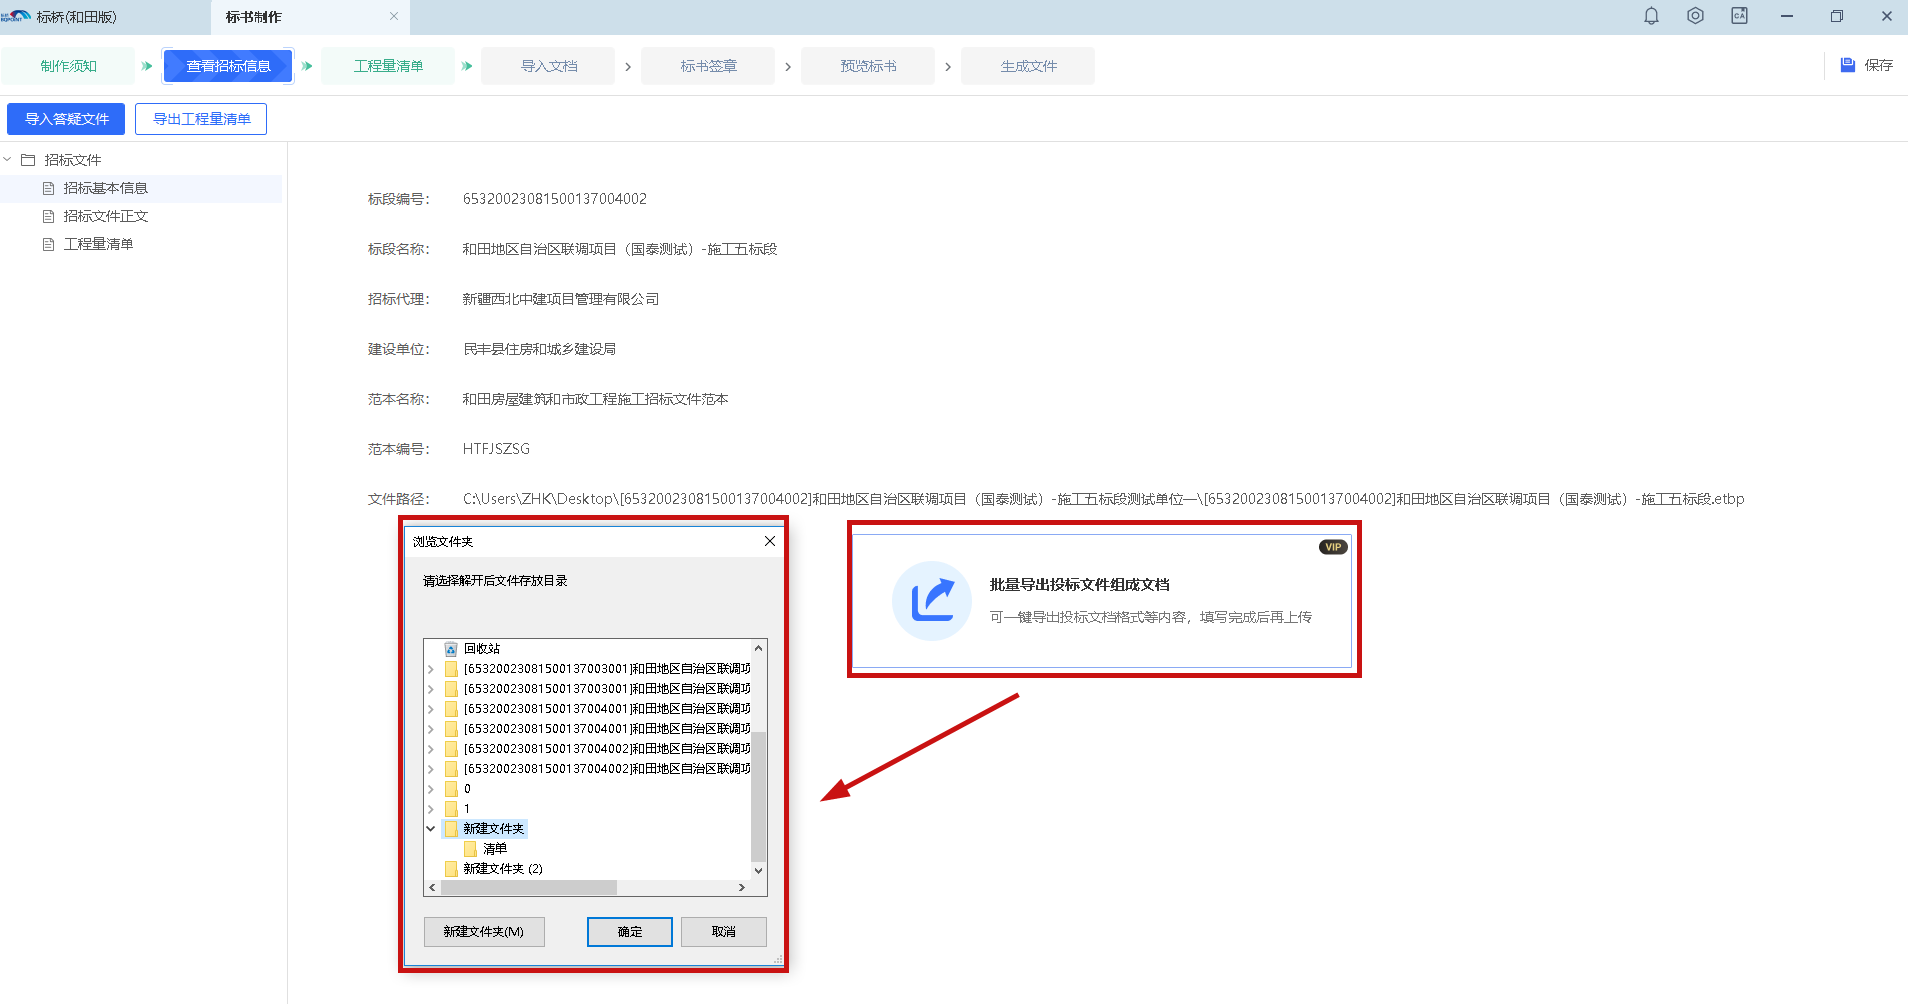 标桥(和田版)
标书制作
CA
制作须知
查看招标信息
工程量清单
导入文档
标书签章
预览标书
生成文件
保存
导入答疑文件
导出工程量清单
招标文件
招标基本信息
招标文件正文
工程量清单
标段编号：
65320023081500137004002
标段名称：
和田地区自治区联调项目（国泰测试）-施工五标段
招标代理：
新疆西北中建项目管理有限公司
建设单位：
民丰县住房和城乡建设局
范本名称：
和田房屋建筑和市政工程施工招标文件范本
范本编号：
HTFJSZSG
文件路径：
C:\Users\ZHK\Desktop\[65320023081500137004002]和田地区自治区联调项目（国泰测试）-施工五标段测试单位一\[65320023081500137004002]和田地区自治区联调项目（国泰测试）-施工五标段.etbp
浏览文件夹
请选择解开后文件存放目录
回收站
[65320023081500137003001]和田地区自治区联调项
[65320023081500137003001]和田地区自治区联调项
[65320023081500137004001]和田地区自治区联调项
[65320023081500137004001]和田地区自治区联调项
[65320023081500137004002]和田地区自治区联调项
[65320023081500137004002]和田地区自治区联调项
0
1
新建文件夹
清单
新建文件夹 (2)
新建文件夹(M)
确定
取消
VIP
批量导出投标文件组成文档
可一键导出投标文档格式等内容，填写完成后再上传